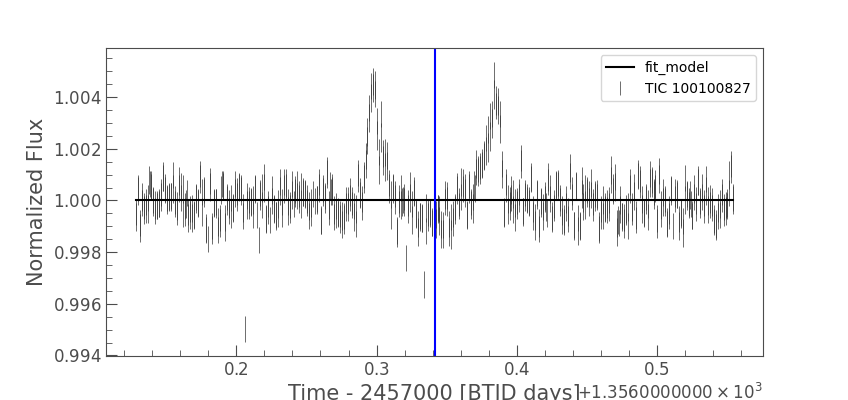 fit_model
TIC 100100827
1.004
1.002
1.000
0.998
0.996
0.994
Normalized Flux
0.2 0.3 0.4 0.5
Time - 2457000 [BTJD days]
+1.3560000000 × 10³